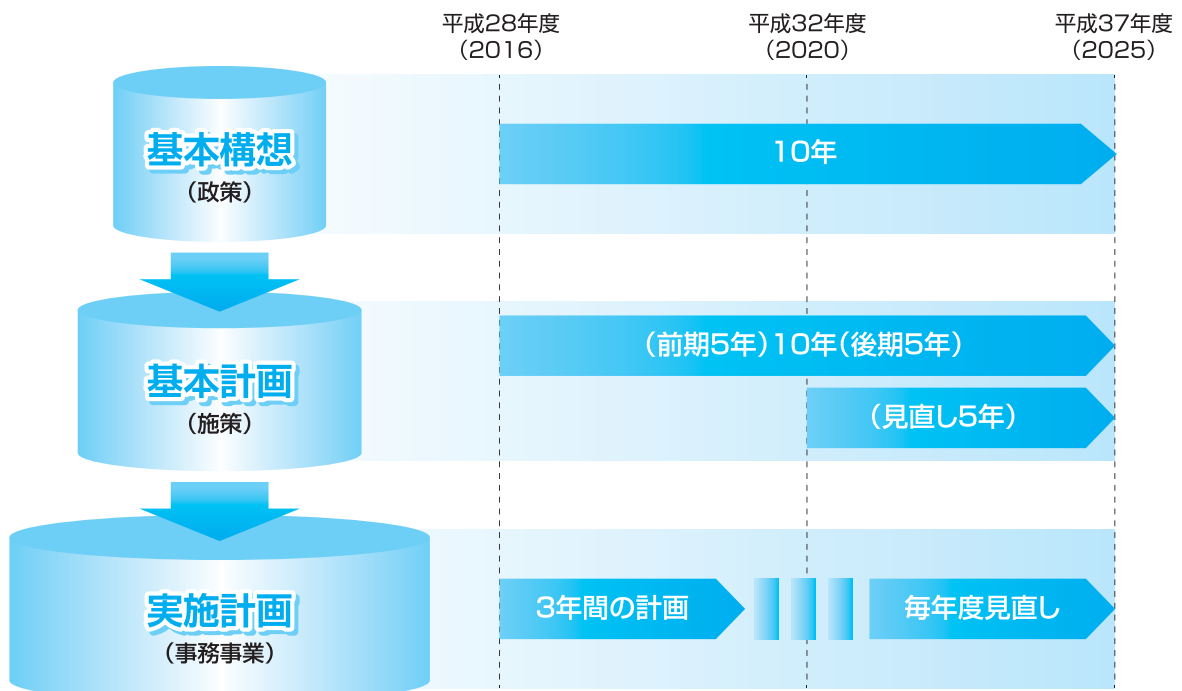 平成28年度
（2016）
平成32年度
（2020）
平成37年度
（2025）
基本構想
（政策）
10年
基本計画
（施策）
（前期5年）10年（後期5年）
（見直し5年）
実施計画
（事務事業）
3年間の計画
毎年度見直し